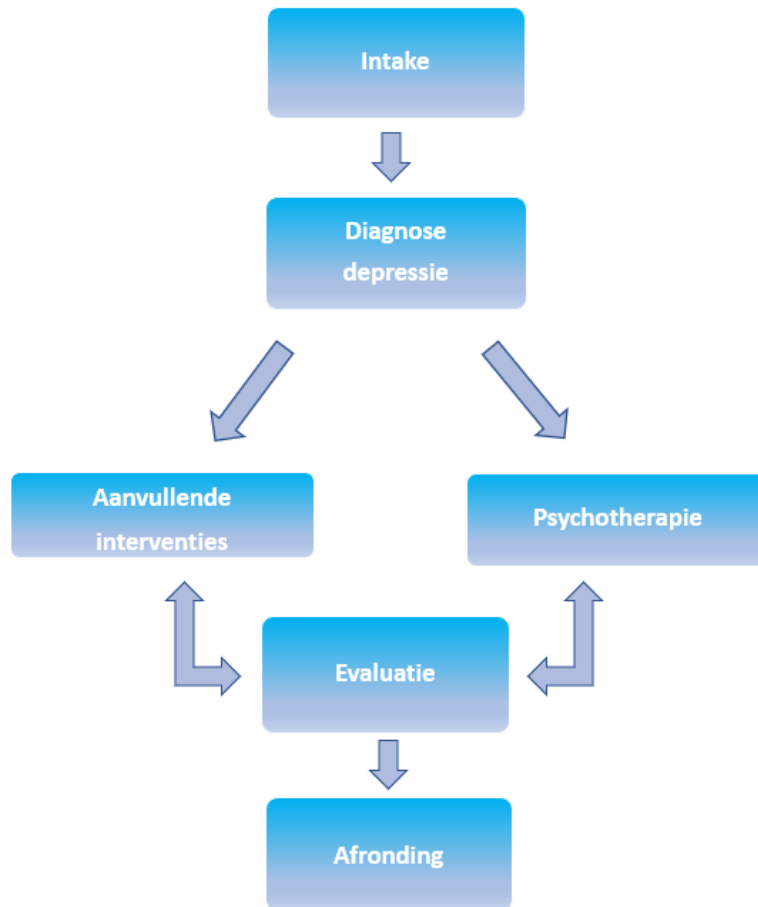 Intake
Diagnose
depressie
Aanvullende
interventies
Psychotherapie
Evaluatie
Afronding